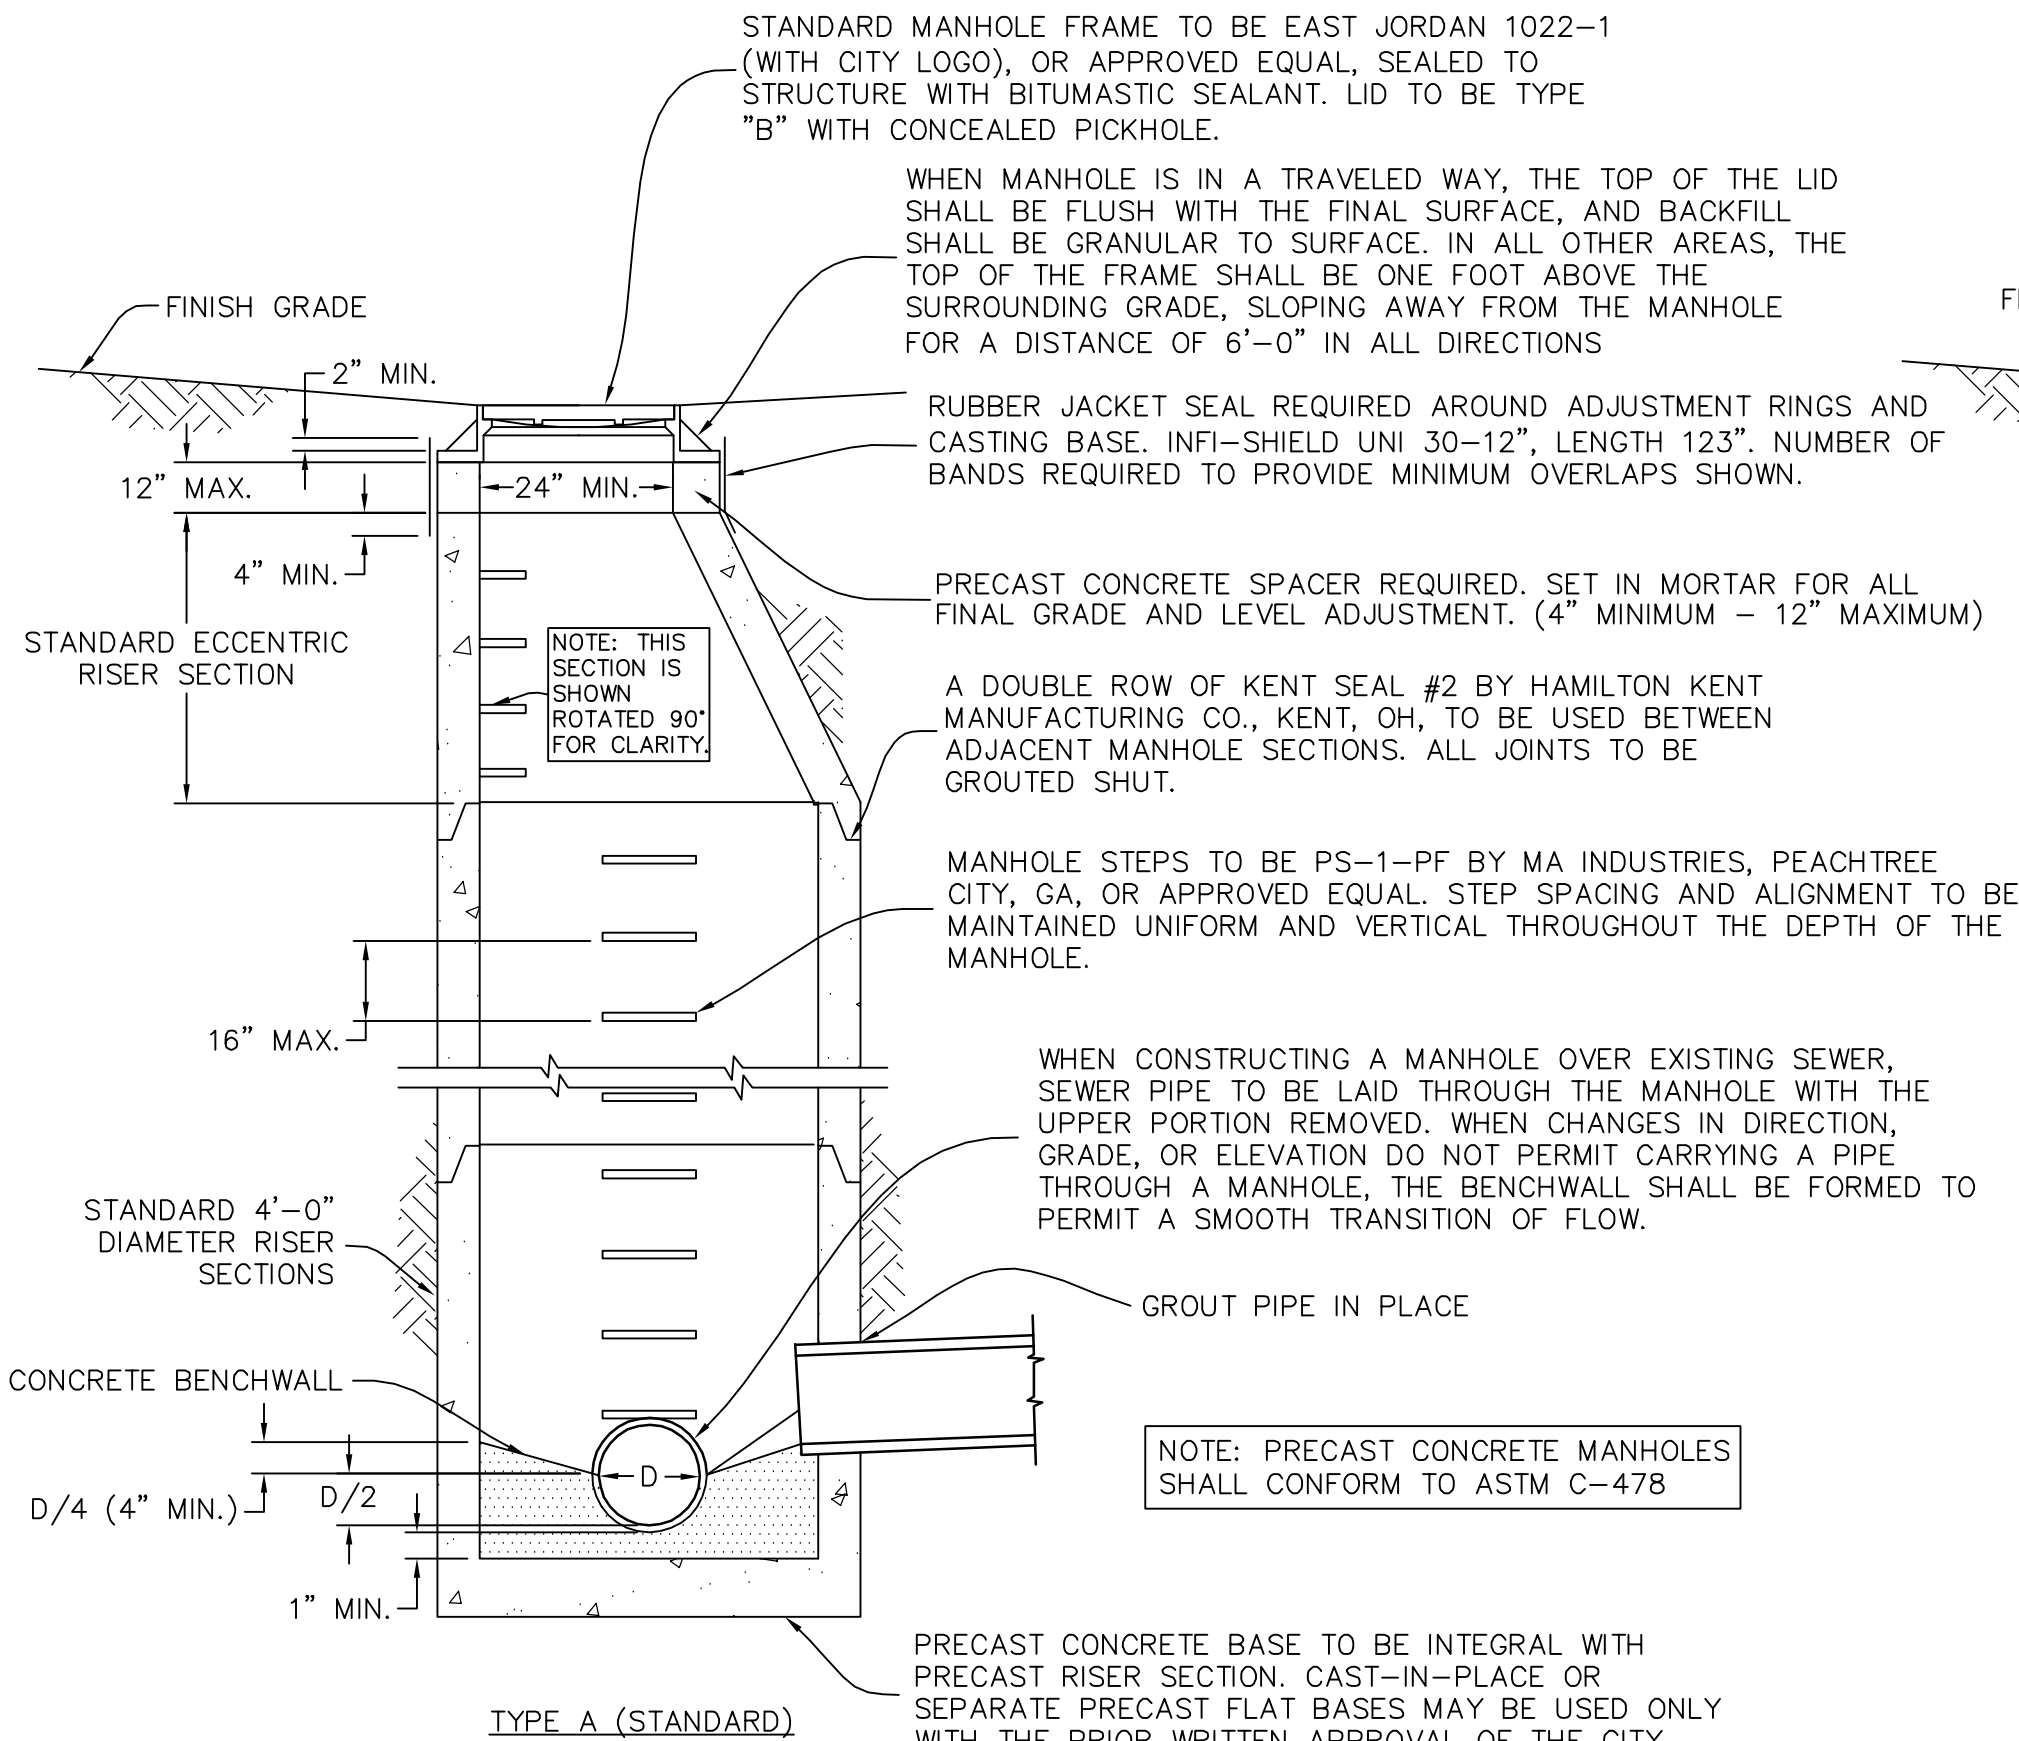 STANDARD MANHOLE FRAME TO BE EAST JORDAN 1022-1
(WITH CITY LOGO), OR APPROVED EQUAL, SEALED TO
STRUCTURE WITH BITUMASTIC SEALANT. LID TO BE TYPE
"B" WITH CONCEALED PICKHOLE.
WHEN MANHOLE IS IN A TRAVELED WAY, THE TOP OF THE LID
SHALL BE FLUSH WITH THE FINAL SURFACE, AND BACKFILL
SHALL BE GRANULAR TO SURFACE. IN ALL OTHER AREAS, THE
TOP OF THE FRAME SHALL BE ONE FOOT ABOVE THE
SURROUNDING GRADE, SLOPING AWAY FROM THE MANHOLE
FOR A DISTANCE OF 6'-0" IN ALL DIRECTIONS
FINISH GRADE
2" MIN.
RUBBER JACKET SEAL REQUIRED AROUND ADJUSTMENT RINGS AND
CASTING BASE. INFI-SHIELD UNI 30-12", LENGTH 123". NUMBER OF
BANDS REQUIRED TO PROVIDE MINIMUM OVERLAPS SHOWN.
12" MAX.
24" MIN.
4" MIN.
PRECAST CONCRETE SPACER REQUIRED. SET IN MORTAR FOR ALL
FINAL GRADE AND LEVEL ADJUSTMENT. (4" MINIMUM - 12" MAXIMUM)
STANDARD ECCENTRIC
RISER SECTION
NOTE: THIS
SECTION IS
SHOWN
ROTATED 90°
FOR CLARITY.
A DOUBLE ROW OF KENT SEAL #2 BY HAMILTON KENT
MANUFACTURING CO., KENT, OH, TO BE USED BETWEEN
ADJACENT MANHOLE SECTIONS. ALL JOINTS TO BE
GROUTED SHUT.
MANHOLE STEPS TO BE PS-1-PF BY MA INDUSTRIES, PEACHTREE
CITY, GA, OR APPROVED EQUAL. STEP SPACING AND ALIGNMENT TO BE
MAINTAINED UNIFORM AND VERTICAL THROUGHOUT THE DEPTH OF THE
MANHOLE.
16" MAX.
WHEN CONSTRUCTING A MANHOLE OVER EXISTING SEWER,
SEWER PIPE TO BE LAID THROUGH THE MANHOLE WITH THE
UPPER PORTION REMOVED. WHEN CHANGES IN DIRECTION,
GRADE, OR ELEVATION DO NOT PERMIT CARRYING A PIPE
THROUGH A MANHOLE, THE BENCHWALL SHALL BE FORMED TO
PERMIT A SMOOTH TRANSITION OF FLOW.
STANDARD 4'-0"
DIAMETER RISER
SECTIONS
GROUT PIPE IN PLACE
CONCRETE BENCHWALL
D
NOTE: PRECAST CONCRETE MANHOLES
SHALL CONFORM TO ASTM C-478
D/4 (4" MIN.)
D/2
1" MIN.
PRECAST CONCRETE BASE TO BE INTEGRAL WITH
PRECAST RISER SECTION. CAST-IN-PLACE OR
SEPARATE PRECAST FLAT BASES MAY BE USED ONLY
WITH THE PRIOR WRITTEN APPROVAL OF THE CITY
TYPE A (STANDARD)